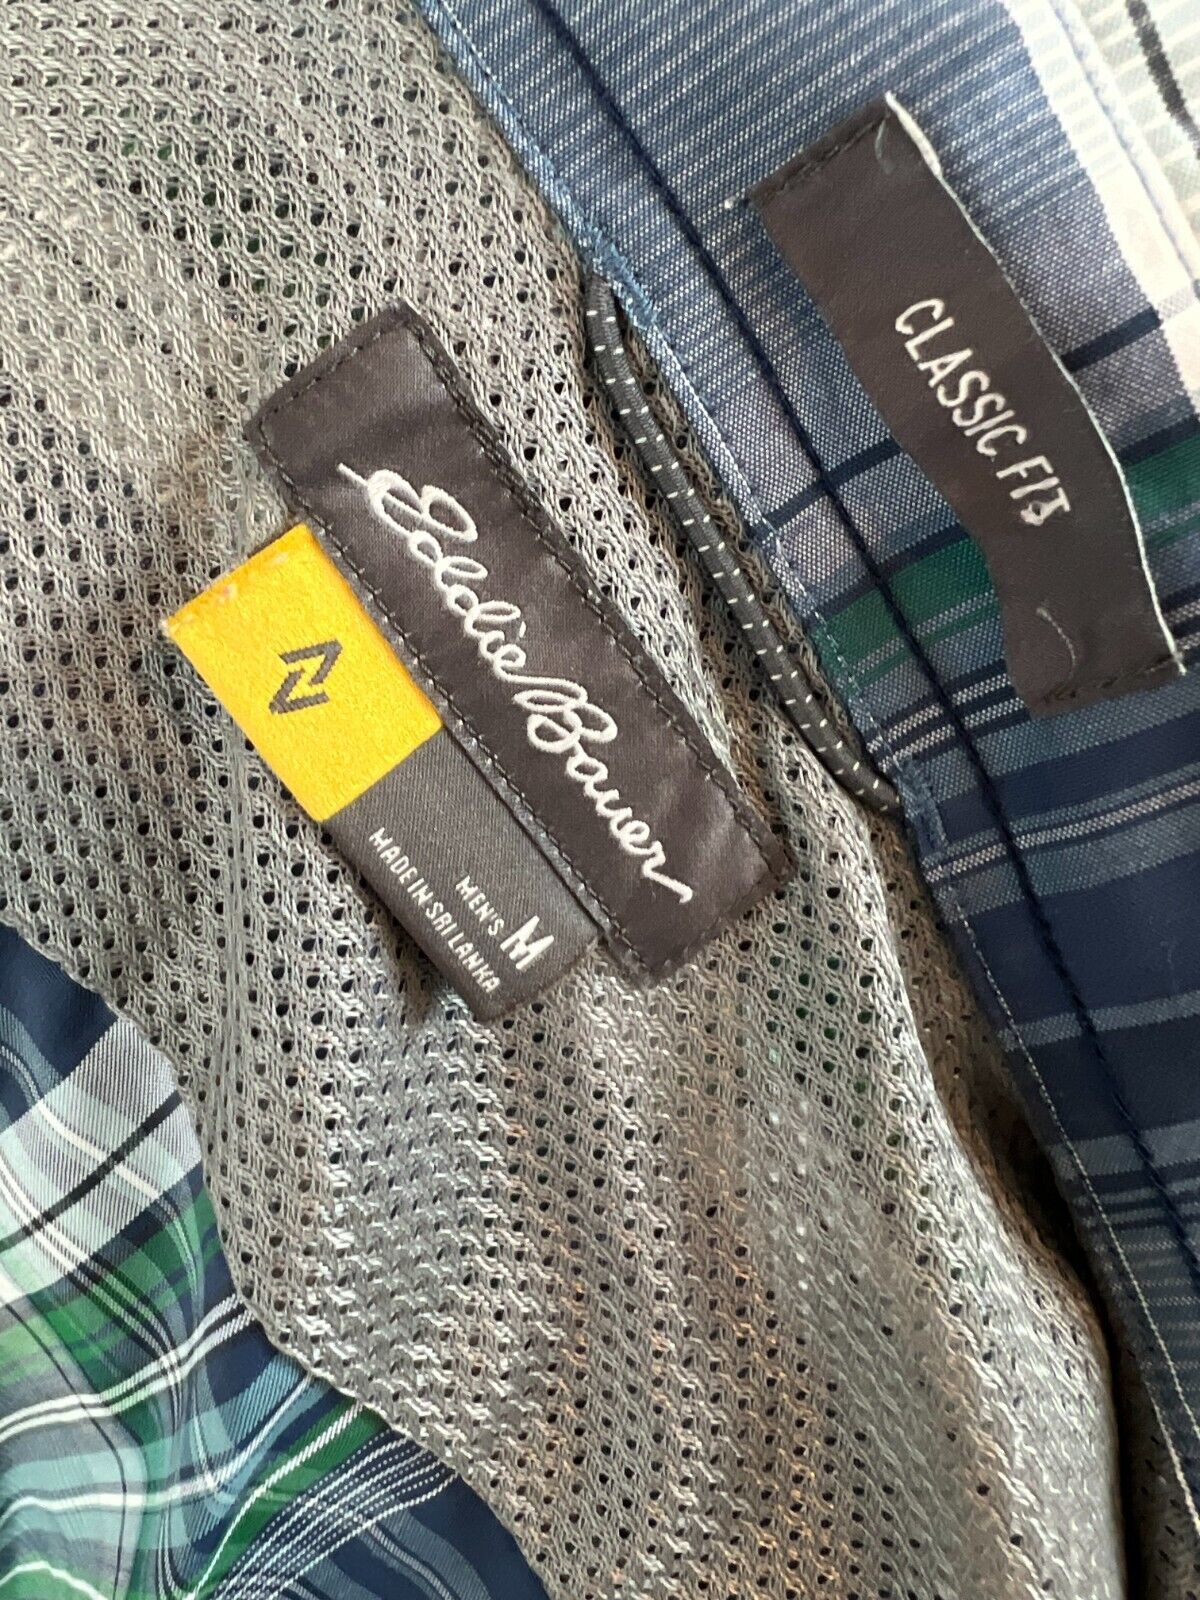 Eddie Bauer
MEN'S M
MADE IN SRI LANKA
CLASSIC FIT